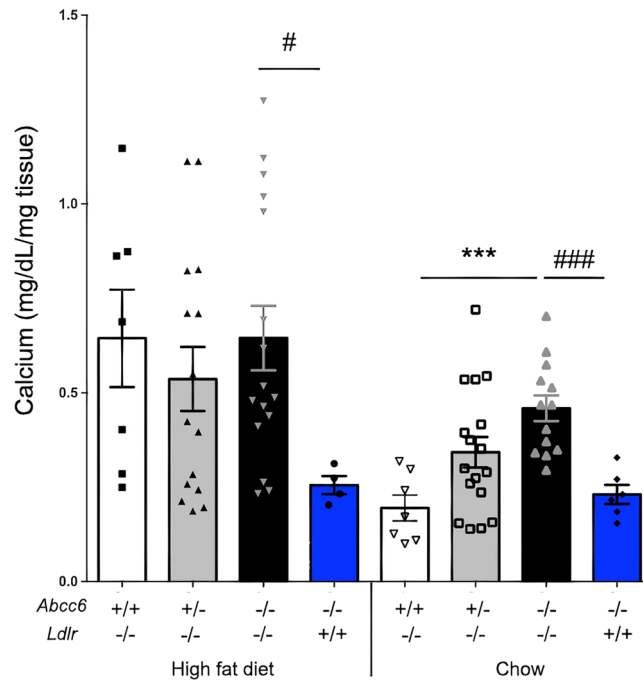 1.5
#
1.0
*** ###
Calcium (mg/dL/mg tissue)
0.5
0.0
Abcc6 +/+ +/- -/- -/- +/+ +/- -/- -/-
Ldlr -/- -/- -/- +/+ -/- -/- -/- +/+
High fat diet Chow